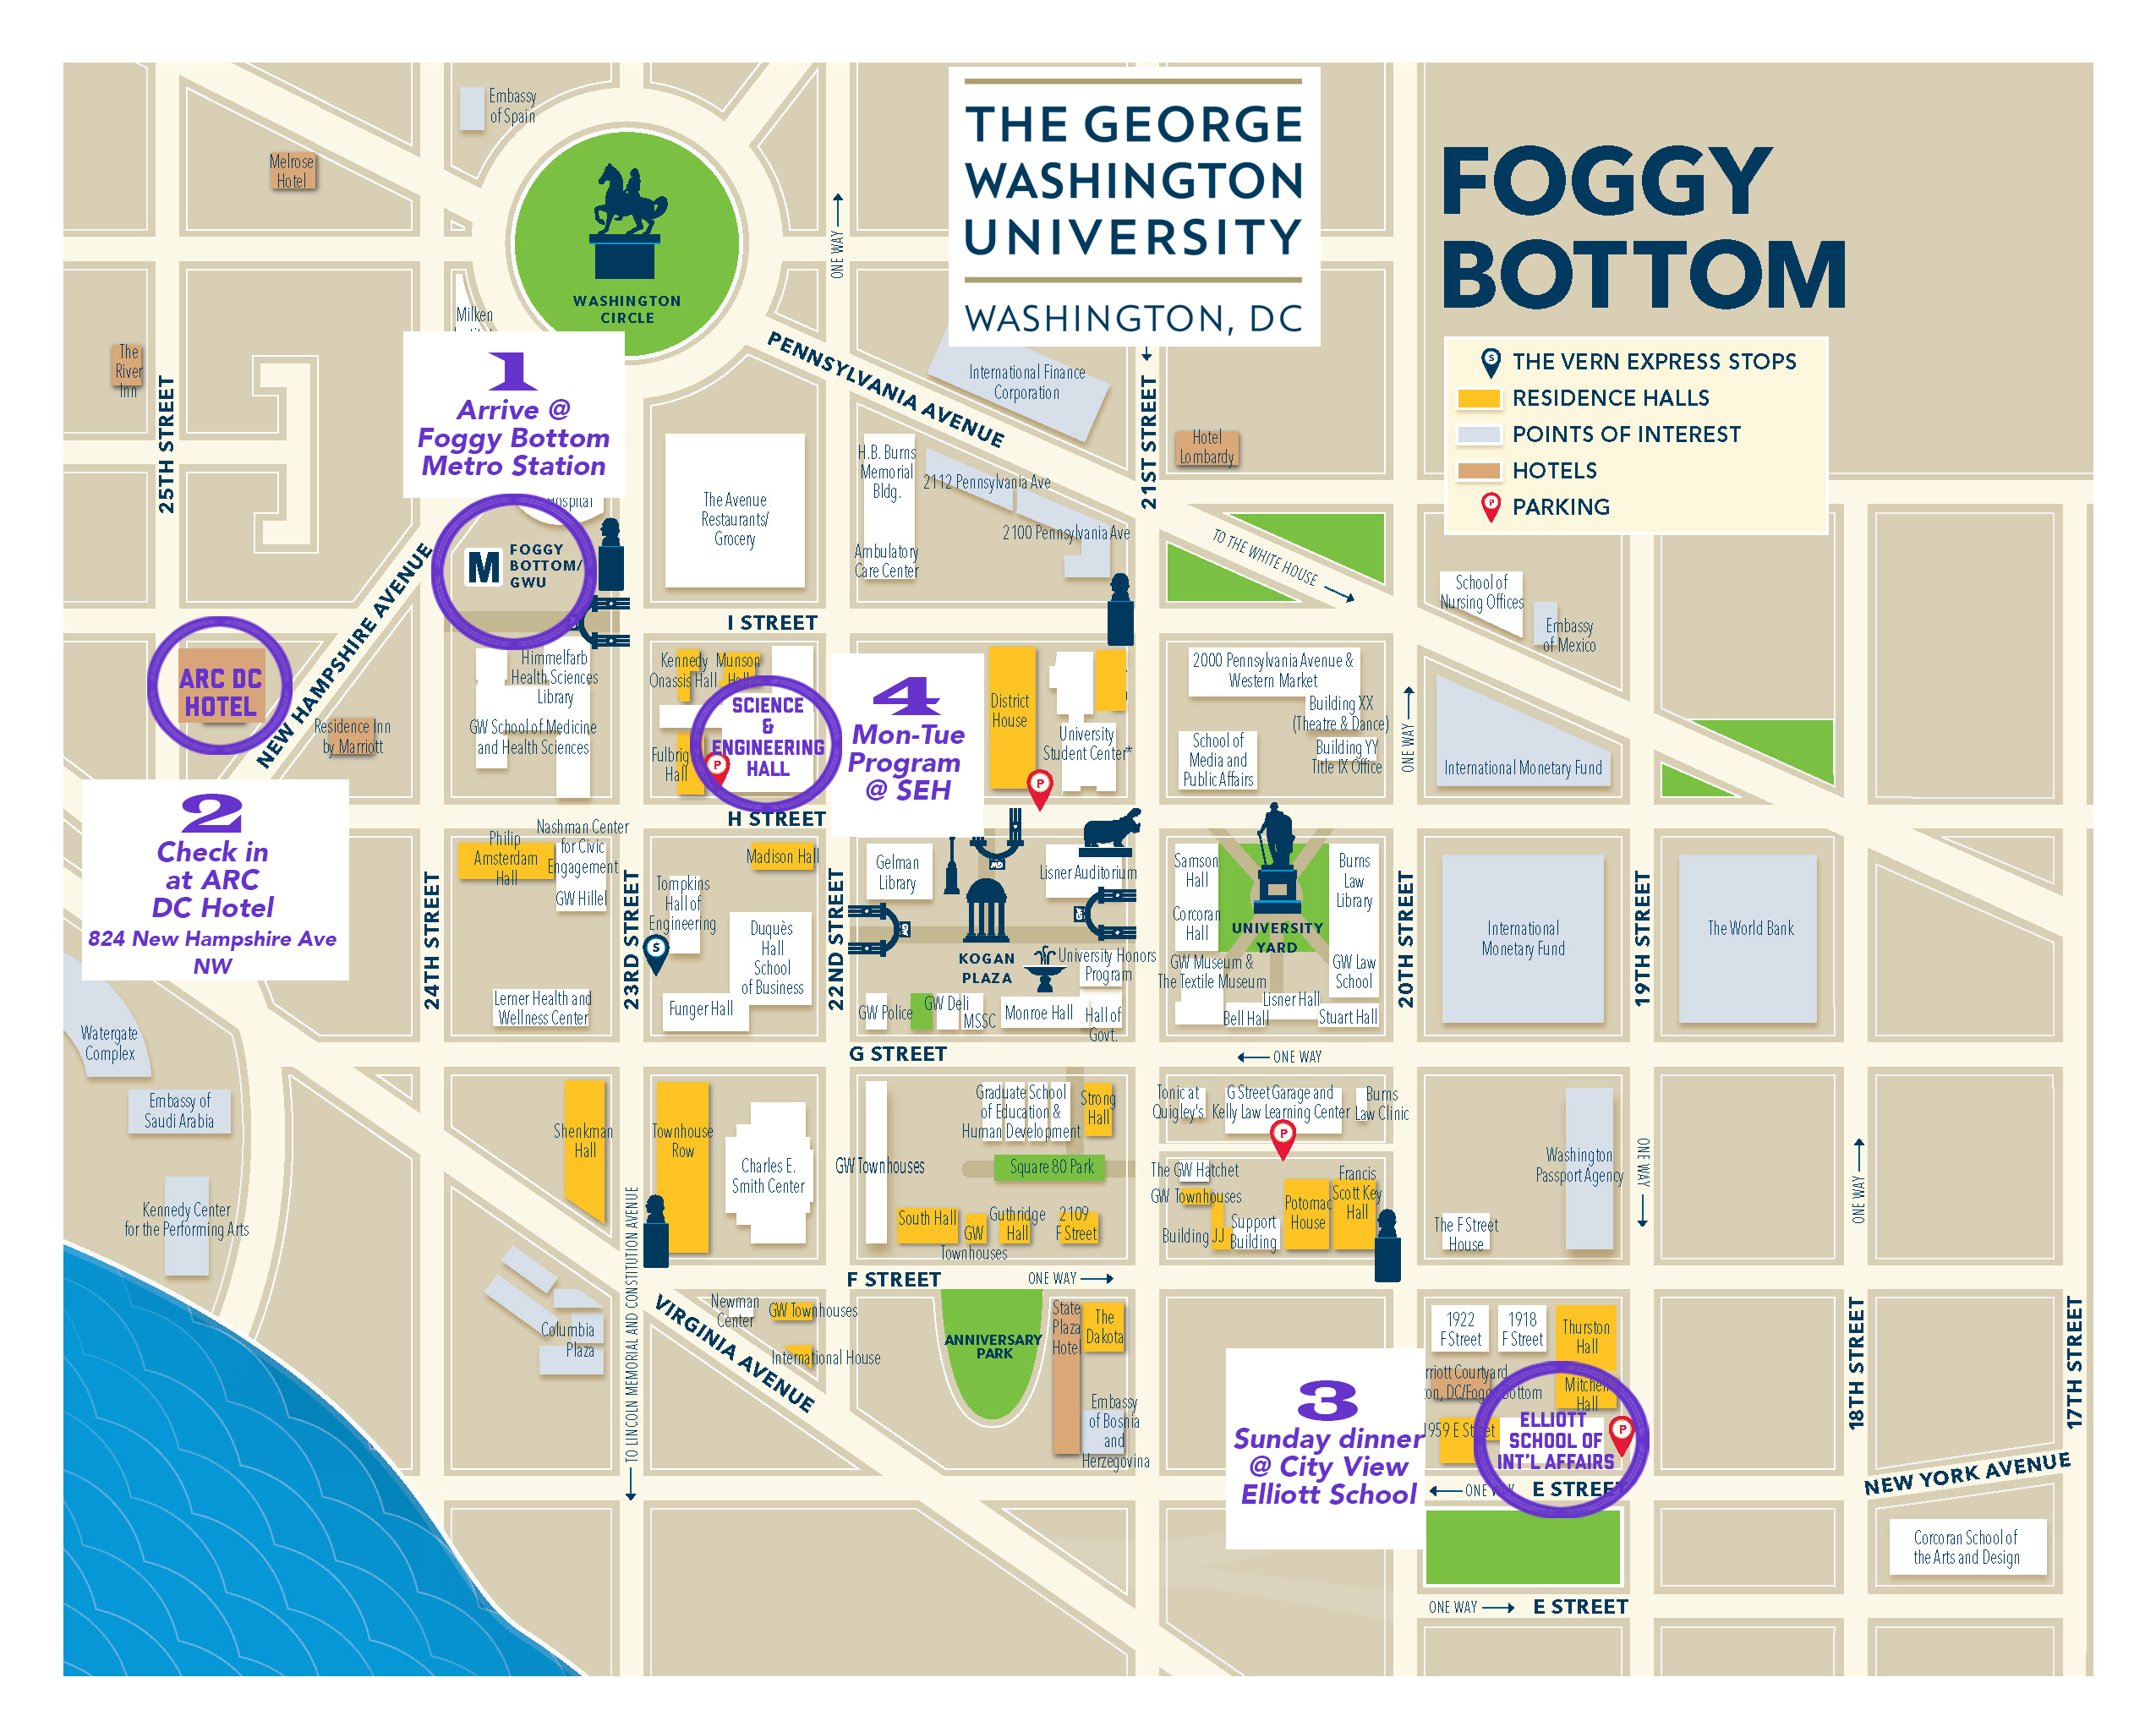 THE GEORGE
WASHINGTON
UNIVERSITY
WASHINGTON, DC
FOGGY
BOTTOM
S
THE VERN EXPRESS STOPS
RESIDENCE HALLS
POINTS OF INTEREST
HOTELS
P
PARKING
Embassy
of Spain
Melrose
Hotel
WASHINGTON
CIRCLE
ONE WAY
Milken
The
River
Inn
25TH STREET
1
Arrive @
Foggy Bottom
Metro Station
PENNSYLVANIA AVENUE
International Finance
Corporation
21ST STREET
Hotel
Lombardy
H.B. Burns
Memorial
Bldg.
2112 Pennsylvania Ave
The Avenue
Restaurants/
Grocery
2100 Pennsylvania Ave
Ambulatory
Care Center
TO THE WHITE HOUSE
M
FOGGY
BOTTOM/
GWU
NEW HAMPSHIRE AVENUE
School of
Nursing Offices
Embassy
of Mexico
I STREET
ARC DC
HOTEL
Residence Inn
by Marriott
Himmelfarb
Health Sciences
Library
GW School of Medicine
and Health Sciences
Kennedy
Onassis Hall
Munson
Hall
SCIENCE
&
ENGINEERING
HALL
P
Hall
4
Mon-Tue
Program
@ SEH
District
House
University
Student Center*
P
2000 Pennsylvania Avenue &
Western Market
Building XX
(Theatre & Dance)
School of
Media and
Public Affairs
Building YY
Title IX Office
ONE WAY
International Monetary Fund
H STREET
2
Check in
at ARC
DC Hotel
824 New Hampshire Ave
NW
Philip
Amsterdam
Hall
Nashman Center
for Civic
Engagement
GW Hillel
24TH STREET
23RD STREET
Tompkins
Hall of
Engineering
S
Madison Hall
Duquès
Hall
School
of Business
22ND STREET
Gelman
Library
Lisner Auditorium
KOGAN
PLAZA
University Honors
Program
Samson
Hall
Corcoran
Hall
UNIVERSITY
YARD
Burns
Law
Library
GW Museum &
The Textile Museum
GW Law
School
20TH STREET
International
Monetary Fund
19TH STREET
The World Bank
Lerner Health and
Wellness Center
Funger Hall
GW Police
GW Deli
MSSC
Monroe Hall
Hall of
Govt.
Lisner Hall
Bell Hall
Stuart Hall
Watergate
Complex
G STREET
ONE WAY
Embassy of
Saudi Arabia
Shenkman
Hall
Townhouse
Row
Charles E.
Smith Center
GW Townhouses
Graduate School
of Education &
Human Development
Strong
Hall
Square 80 Park
Tonic at
Quigley's
G Street Garage and
Kelly Law Learning Center
Burns
Law Clinic
P
The GW Hatchet
GW Townhouses
Francis
Scott Key
Hall
Potomac
House
Support
Building
Building JJ
Washington
Passport Agency
ONE WAY
ONE WAY
The F Street
House
Kennedy Center
for the Performing Arts
South Hall
GW
Townhouses
Guthridge
Hall
2109
F Street
F STREET
ONE WAY
TO LINCOLN MEMORIAL AND CONSTITUTION AVENUE
VIRGINIA AVENUE
Newman
Center
GW Townhouses
International House
Columbia
Plaza
ANNIVERSARY
PARK
State
Plaza
Hotel
The
Dakota
Embassy
of Bosnia
and
Herzegovina
3
Sunday dinner
@ City View
Elliott School
1922
F Street
1918
F Street
Thurston
Hall
Courtyard
Mitchell
Hall
1959 E Street
ELLIOTT
SCHOOL OF
INT'L AFFAIRS
P
ONE WAY
E STREET
18TH STREET
17TH STREET
NEW YORK AVENUE
Corcoran School of
the Arts and Design
ONE WAY
E STREET